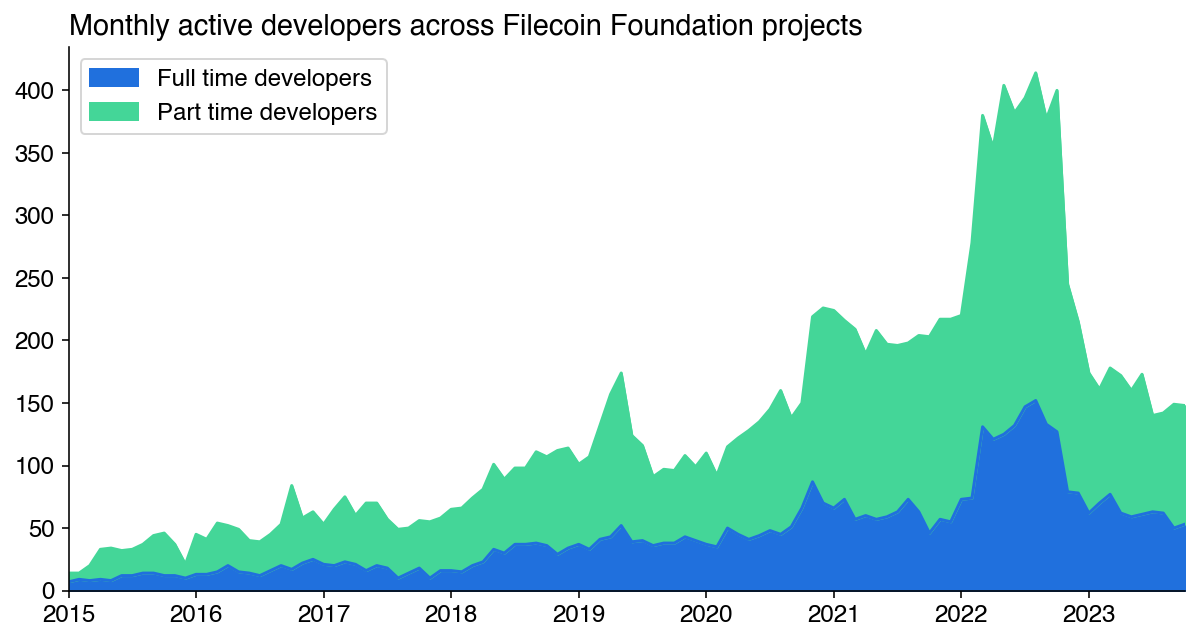 Monthly active developers across Filecoin Foundation projects
Full time developers
Part time developers
400
350
300
250
200
150
100
50
0
2015 2016 2017 2018 2019 2020 2021 2022 2023